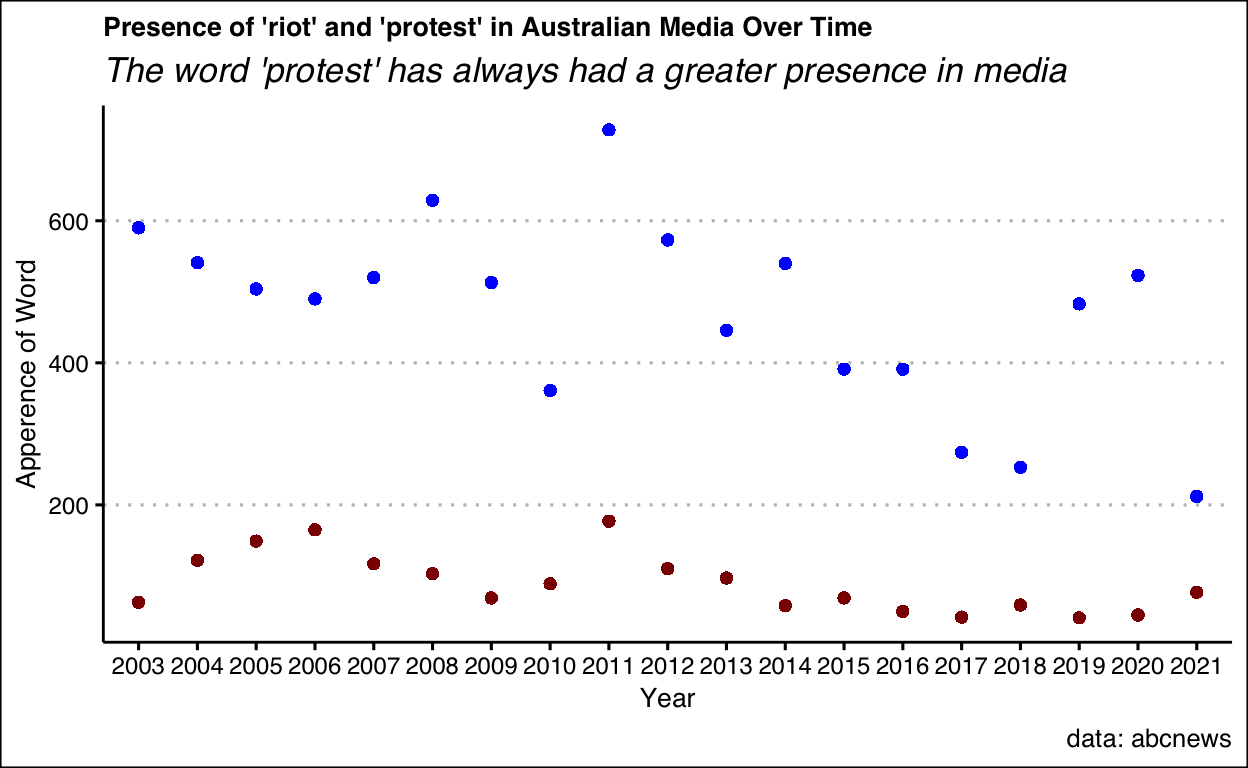 Presence of 'riot' and 'protest' in Australian Media Over Time
The word 'protest' has always had a greater presence in media
Apperence of Word
600
400
200
2003 2004 2005 2006 2007 2008 2009 2010 2011 2012 2013 2014 2015 2016 2017 2018 2019 2020 2021
Year
data: abcnews